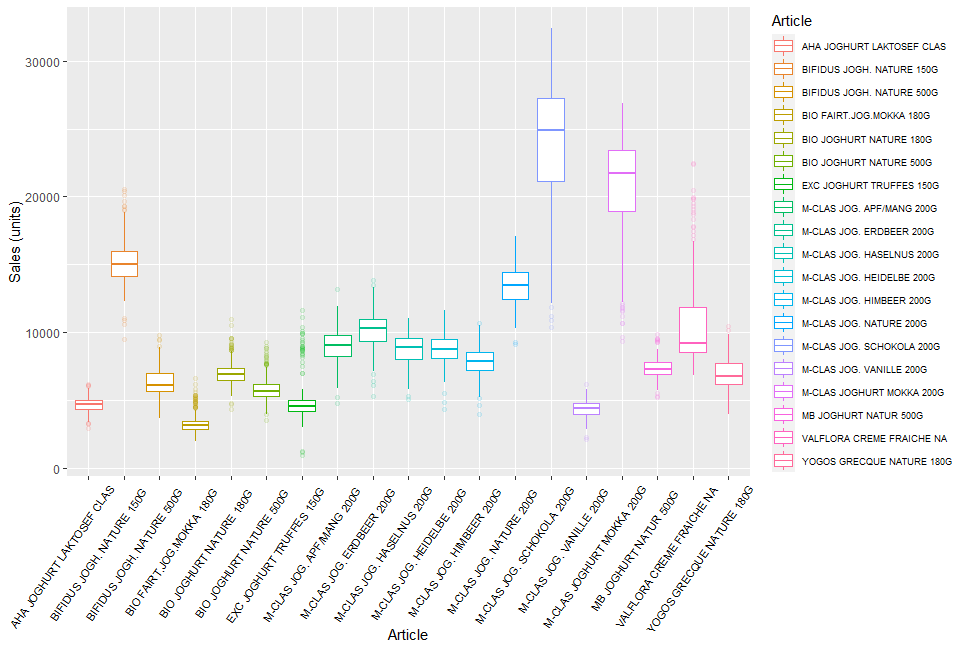 Sales (units)
30000
20000
10000
0
AHA JOGHURT LAKTOSEF CLAS
BIFIDUS JOGH. NATURE 150G
BIFIDUS JOGH. NATURE 500G
BIO FAIRT.JOG.MOKKA 180G
BIO JOGHURT NATURE 180G
BIO JOGHURT NATURE 500G
EXC JOGHURT TRUFFES 150G
M-CLAS JOG. APF/MANG 200G
M-CLAS JOG. ERDBEER 200G
M-CLAS JOG. HASELNUS 200G
M-CLAS JOG. HEIDELBE 200G
M-CLAS JOG. HIMBEER 200G
M-CLAS JOG. NATURE 200G
M-CLAS JOG. SCHOKOLA 200G
M-CLAS JOG. VANILLE 200G
M-CLAS JOGHURT MOKKA 200G
MB JOGHURT NATUR 500G
VALFLORA CREME FRAICHE NA
YOGOS GRECQUE NATURE 180G
Article
Article
AHA JOGHURT LAKTOSEF CLAS
BIFIDUS JOGH. NATURE 150G
BIFIDUS JOGH. NATURE 500G
BIO FAIRT.JOG.MOKKA 180G
BIO JOGHURT NATURE 180G
BIO JOGHURT NATURE 500G
EXC JOGHURT TRUFFES 150G
M-CLAS JOG. APF/MANG 200G
M-CLAS JOG. ERDBEER 200G
M-CLAS JOG. HASELNUS 200G
M-CLAS JOG. HEIDELBE 200G
M-CLAS JOG. HIMBEER 200G
M-CLAS JOG. NATURE 200G
M-CLAS JOG. SCHOKOLA 200G
M-CLAS JOG. VANILLE 200G
M-CLAS JOGHURT MOKKA 200G
MB JOGHURT NATUR 500G
VALFLORA CREME FRAICHE NA
YOGOS GRECQUE NATURE 180G